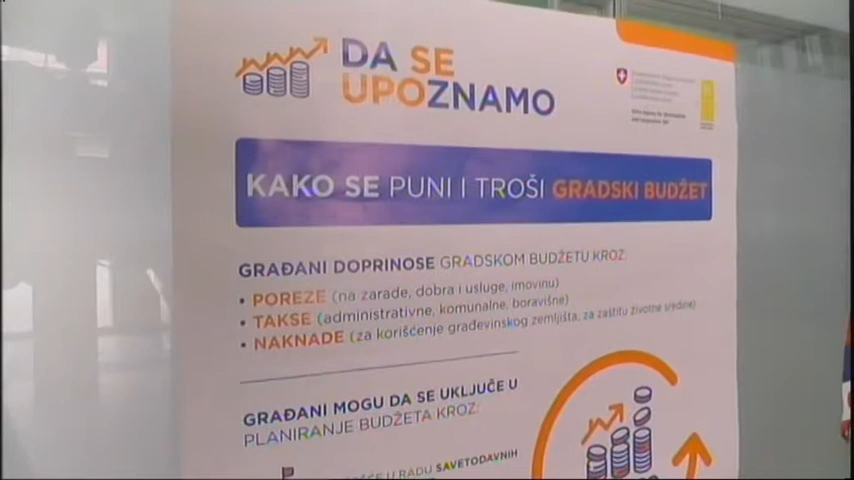 DA SE
UPOZNAMO
KAKO SE PUNI I TROŠI GRADSKI BUDŽET
GRAĐANI DOPRINOSE GRADSKOM BUDŽETU KROZ:
• POREZE (na zarade, dobra i usluge, imovinu)
• TAKSE (administrativne, komunalne, boravišne)
• NAKNADE (za korišćenje građevinskog zemljišta, za zaštitu životne sredine)
GRAĐANI MOGU DA SE UKLJUČE U
PLANIRANJE BUDŽETA KROZ:
U RADU SAVETODAVNIH